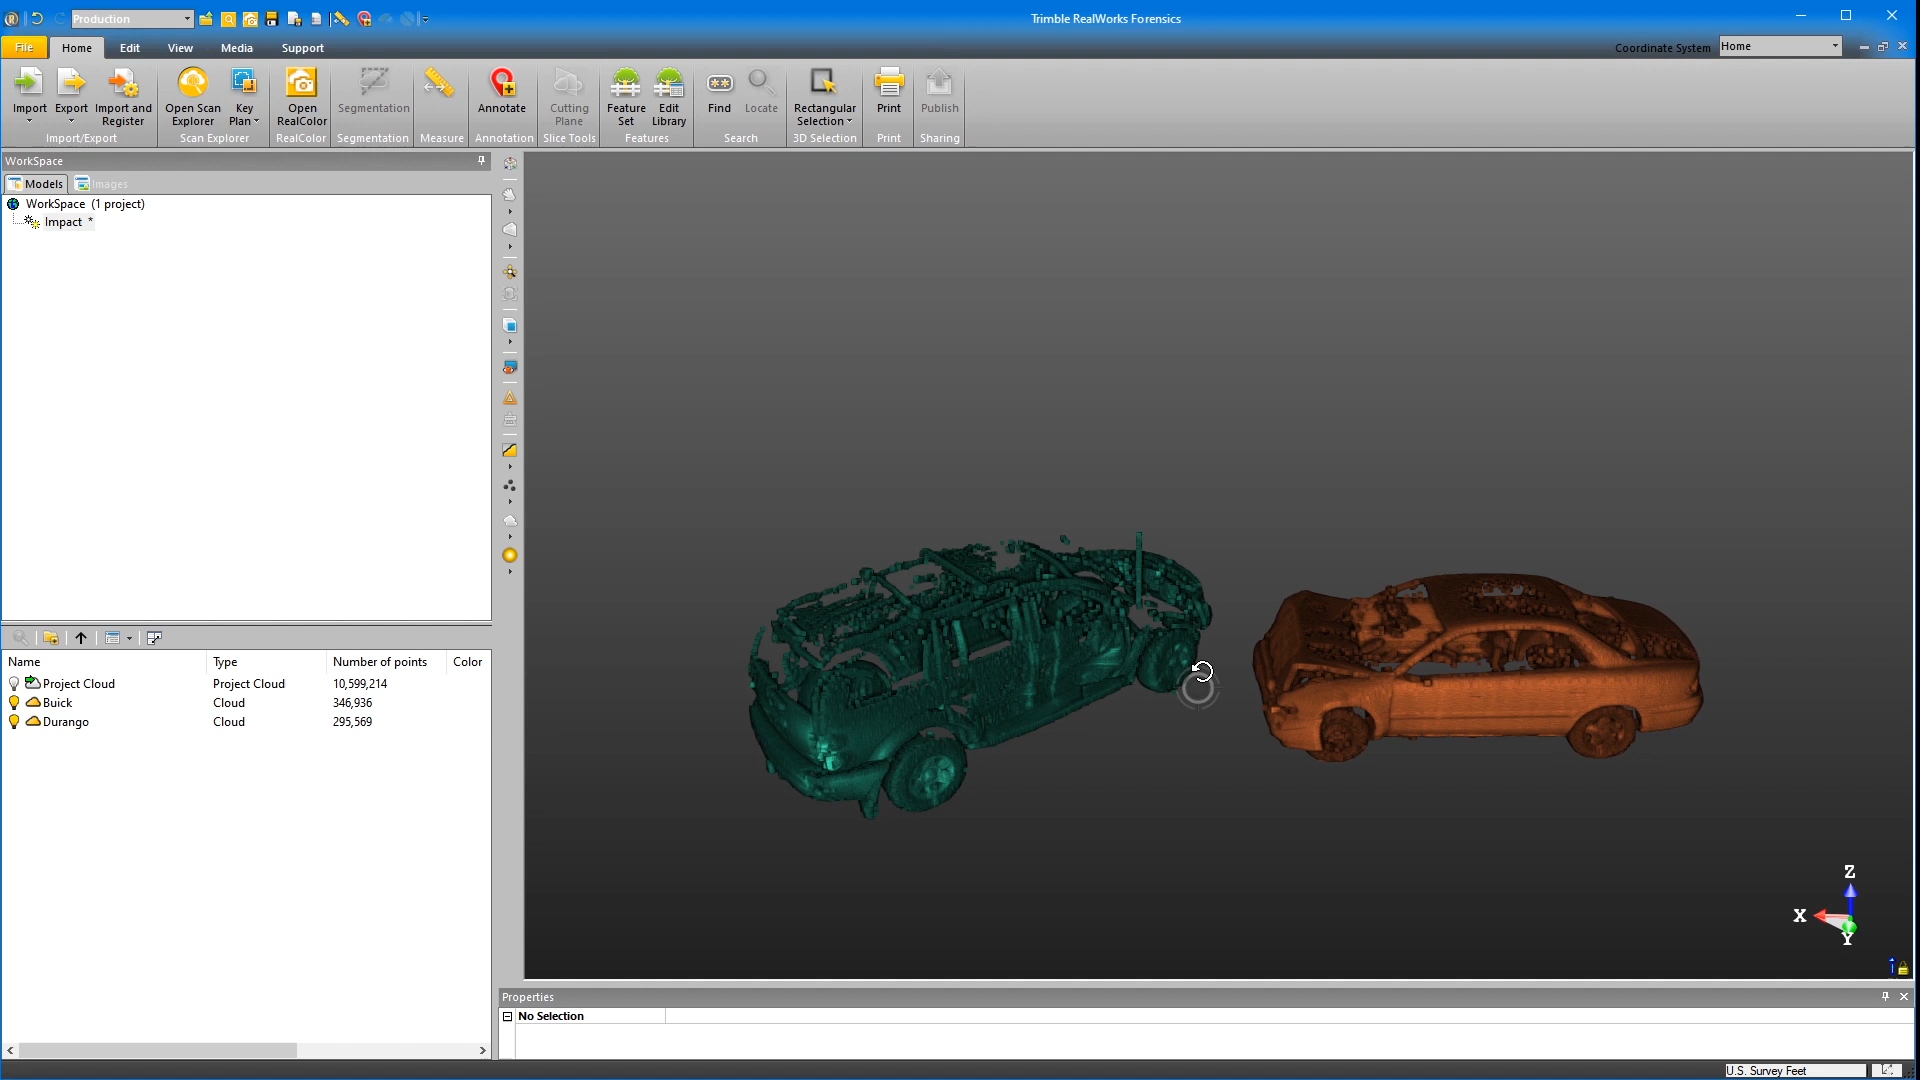 Production
Trimble RealWorks Forensics
File Home Edit View Media Support
Coordinate System Home
Import Export Import and Register
Import/Export
Open Scan Explorer Key Plan
Scan Explorer
Open RealColor
RealColor
Segmentation
Segmentation
Measure
Annotate
Annotation
Cutting Plane
Slice Tools
Feature Set Edit Library
Features
Find Locate
Search
Rectangular Selection
3D Selection
Print
Print
Publish
Sharing
WorkSpace
Models Images
WorkSpace (1 project)
Impact *
Name Type Number of points Color
Project Cloud Project Cloud 10,599,214
Buick Cloud 346,936
Durango Cloud 295,569
Z
X
Y
Properties
No Selection
U.S. Survey Feet